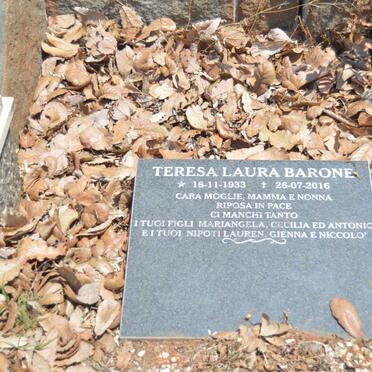 TERESA LAURA BARONE
★ 18-11-1933 ✝ 26-07-2016
CARA MOGLIE, MAMMA E NONNA
RIPOSA IN PACE
CI MANCHI TANTO
I TUOI FIGLI MARIANGELA, CECILIA ED ANTONIO
E I TUOI NIPOTI LAUREN, GIENNA E NICCOLO'